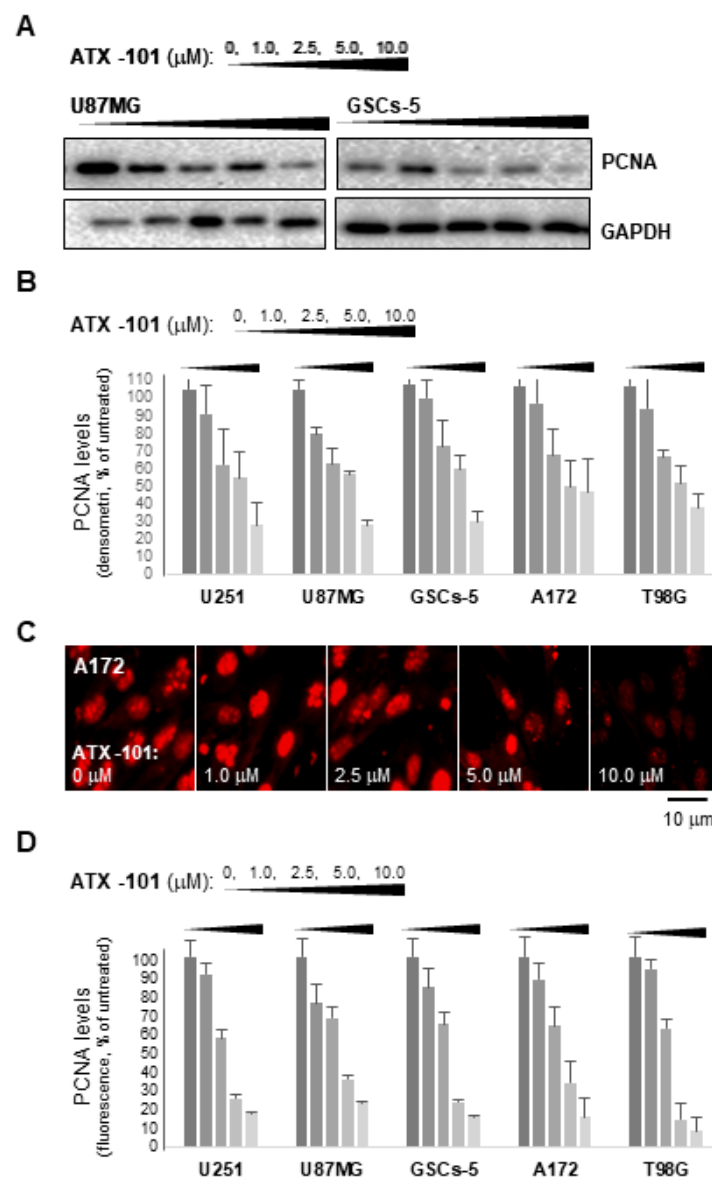 A
ATX -101 (μM): 0, 1.0, 2.5, 5.0, 10.0
U87MG GSCs-5
PCNA
GAPDH
B
ATX -101 (μM): 0, 1.0, 2.5, 5.0, 10.0
PCNA levels
(densometri, % of untreated)
110
100
90
80
70
60
50
40
30
20
10
0
U251 U87MG GSCs-5 A172 T98G
C
A172
ATX -101:
0 μM 1.0 μM 2.5 μM 5.0 μM 10.0 μM
10 μm
D
ATX -101 (μM): 0, 1.0, 2.5, 5.0, 10.0
PCNA levels
(fluorescence, % of untreated)
100
90
80
70
60
50
40
30
20
10
0
U251 U87MG GSCs-5 A172 T98G